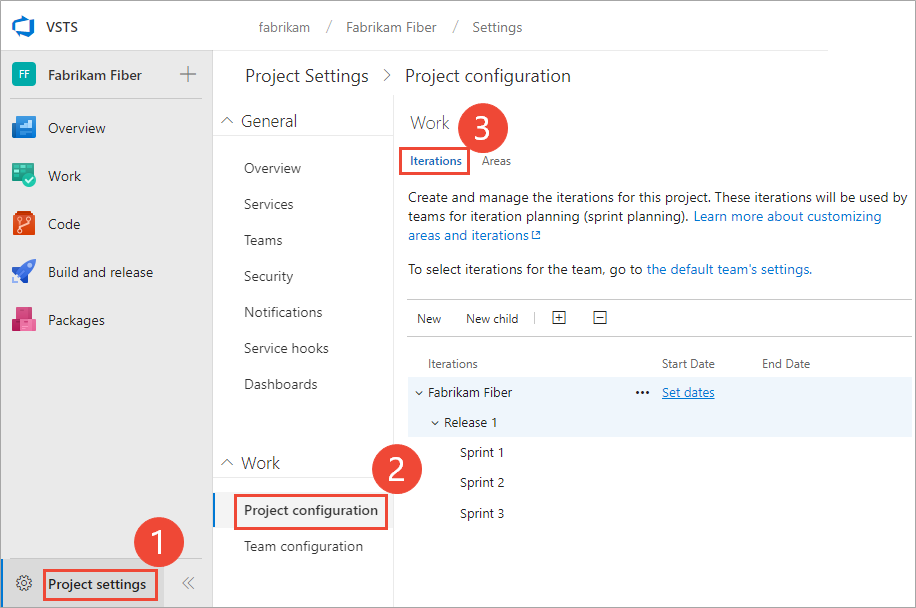 VSTS
fabrikam / Fabrikam Fiber / Settings
FF Fabrikam Fiber +
Overview
Work
Code
Build and release
Packages
1
Project settings
Project Settings > Project configuration
General
Overview
Services
Teams
Security
Notifications
Service hooks
Dashboards
Work
2
Project configuration
Team configuration
Work
3
Iterations Areas
Create and manage the iterations for this project. These iterations will be used by
teams for iteration planning (sprint planning). Learn more about customizing
areas and iterations
To select iterations for the team, go to the default team's settings.
New New child
Iterations Start Date End Date
Fabrikam Fiber ••• Set dates
Release 1
Sprint 1
Sprint 2
Sprint 3